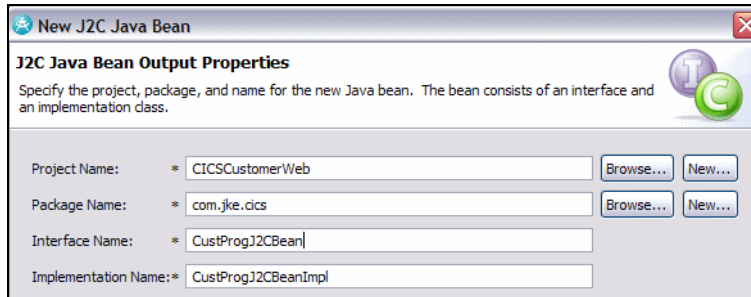 New J2C Java Bean
J2C Java Bean Output Properties
Specify the project, package, and name for the new Java bean. The bean consists of an interface and
an implementation class.
Project Name: * CICSCustomerWeb Browse... New...
Package Name: * com.jke.cics Browse... New...
Interface Name: * CustProgJ2CBean
Implementation Name:* CustProgJ2CBeanImpl